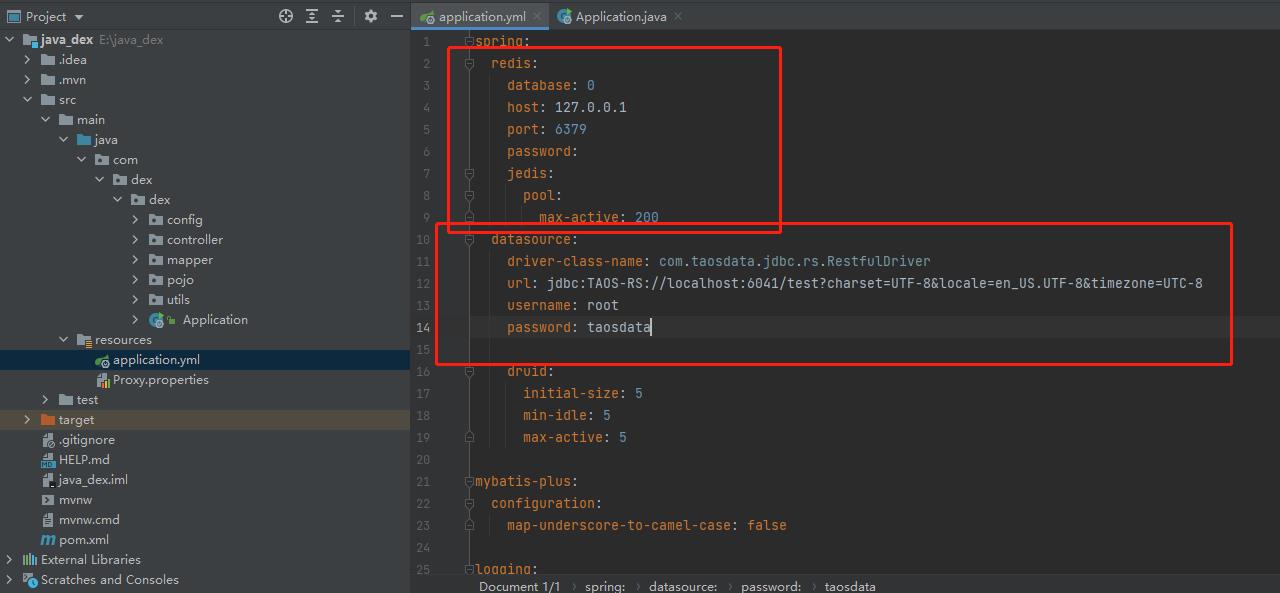 Project
java_dex E:\java_dex
.idea
.mvn
src
main
java
com
dex
dex
config
controller
mapper
pojo
utils
Application
resources
application.yml
Proxy.properties
test
target
.gitignore
HELP.md
java_dex.iml
mvnw
mvnw.cmd
pom.xml
External Libraries
Scratches and Consoles
application.yml
Application.java
1 spring:
2 redis:
3 database: 0
4 host: 127.0.0.1
5 port: 6379
6 password:
7 jedis:
8 pool:
9 max-active: 200
10 datasource:
11 driver-class-name: com.taosdata.jdbc.rs.RestfulDriver
12 url: jdbc:TAOS-RS://localhost:6041/test?charset=UTF-8&locale=en_US.UTF-8&timezone=UTC-8
13 username: root
14 password: taosdata
15
16 druid:
17 initial-size: 5
18 min-idle: 5
19 max-active: 5
20
21 mybatis-plus:
22 configuration:
23 map-underscore-to-camel-case: false
24
25 logging:
Document 1/1 › spring: › datasource: › password: › taosdata